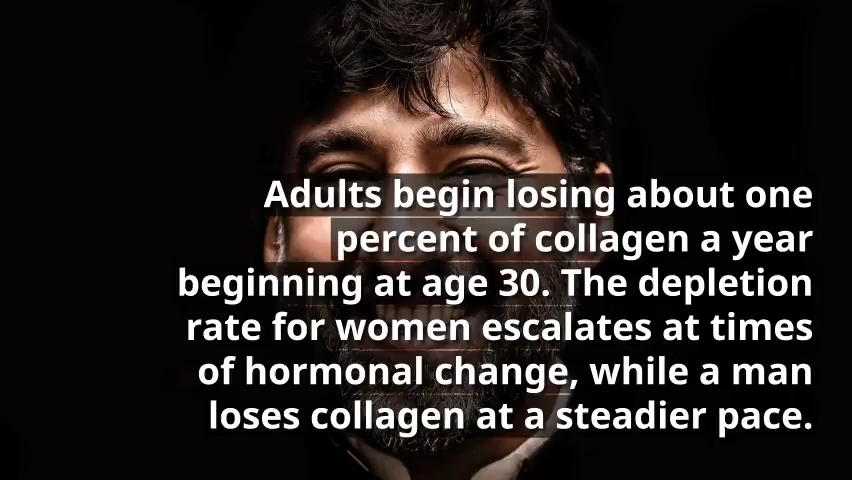 Adults begin losing about one
percent of collagen a year
beginning at age 30. The depletion
rate for women escalates at times
of hormonal change, while a man
loses collagen at a steadier pace.